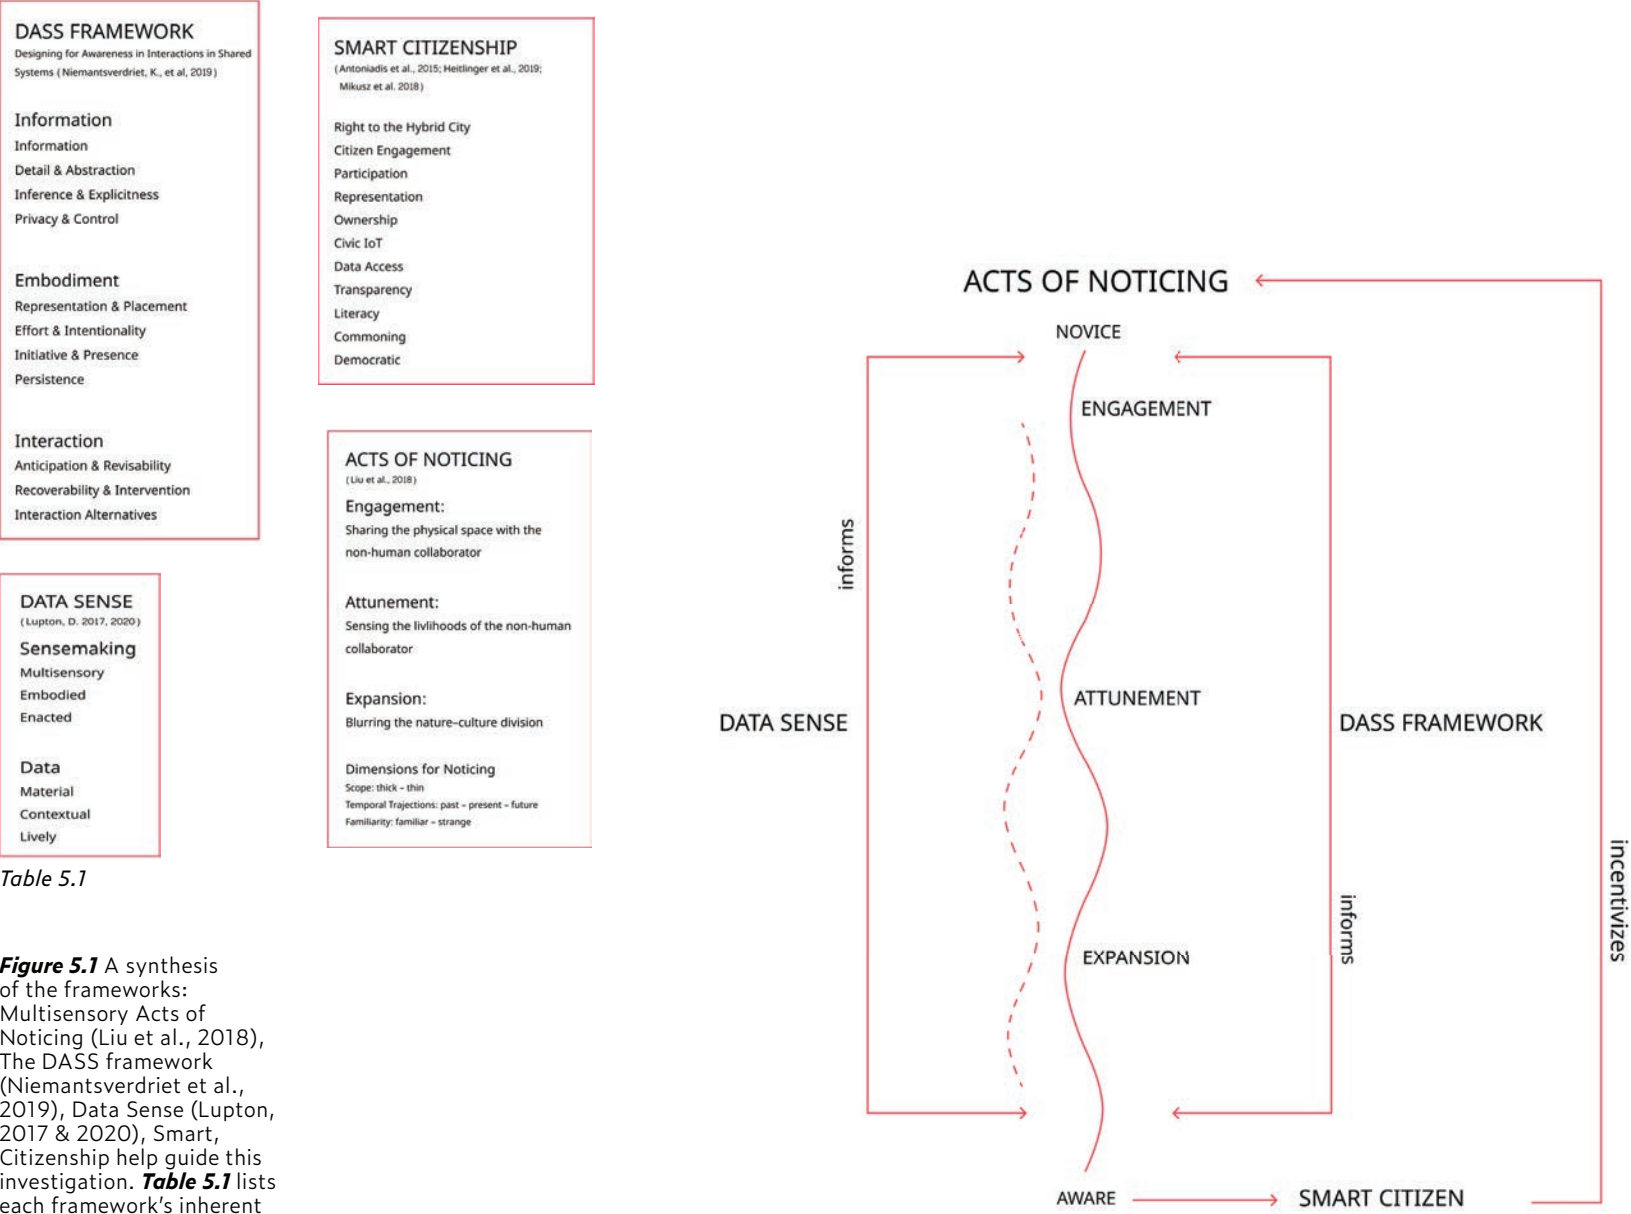 DASS FRAMEWORK
Designing for Awareness in Interactions in Shared
Systems ( Niemantsverdriet, K., et al, 2019 )
Information
Information
Detail & Abstraction
Inference & Explicitness
Privacy & Control
Embodiment
Representation & Placement
Effort & Intentionality
Initiative & Presence
Persistence
Interaction
Anticipation & Revisability
Recoverability & Intervention
Interaction Alternatives
SMART CITIZENSHIP
( Antoniadis et al., 2015; Heitlinger et al., 2019;
Mikusz et al. 2018 )
Right to the Hybrid City
Citizen Engagement
Participation
Representation
Ownership
Civic IoT
Data Access
Transparency
Literacy
Commoning
Democratic
DATA SENSE
( Lupton, D. 2017, 2020 )
Sensemaking
Multisensory
Embodied
Enacted
Data
Material
Contextual
Lively
ACTS OF NOTICING
( Liu et al., 2018 )
Engagement:
Sharing the physical space with the
non-human collaborator
Attunement:
Sensing the livlihoods of the non-human
collaborator
Expansion:
Blurring the nature–culture division
Dimensions for Noticing
Scope: thick – thin
Temporal Trajections: past – present – future
Familiarity: familiar – strange
Table 5.1
Figure 5.1 A synthesis
of the frameworks:
Multisensory Acts of
Noticing (Liu et al., 2018),
The DASS framework
(Niemantsverdriet et al.,
2019), Data Sense (Lupton,
2017 & 2020), Smart,
Citizenship help guide this
investigation. Table 5.1 lists
each framework's inherent
ACTS OF NOTICING
NOVICE
ENGAGEMENT
informs
ATTUNEMENT
DATA SENSE
DASS FRAMEWORK
EXPANSION
informs
incentivizes
AWARE
SMART CITIZEN